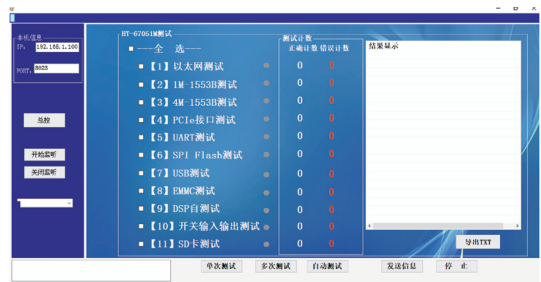 本机信息
IP: 192.168.1.100
PORT: 8023
总控
开始监听
关闭监听
HT-67051M测试
---全 选---
【1】以太网测试
【2】1M-1553B测试
【3】4M-1553B测试
【4】PCIe接口测试
【5】UART测试
【6】SPI Flash测试
【7】USB测试
【8】EMMC测试
【9】DSP自测试
【10】开关输入输出测试
【11】SD卡测试
测试计数
正确计数 错误计数
0 0
0 0
0 0
0 0
0 0
0 0
0 0
0 0
0 0
0 0
0 0
结果显示
导出TXT
单次测试 多次测试 自动测试 发送信息 停 止